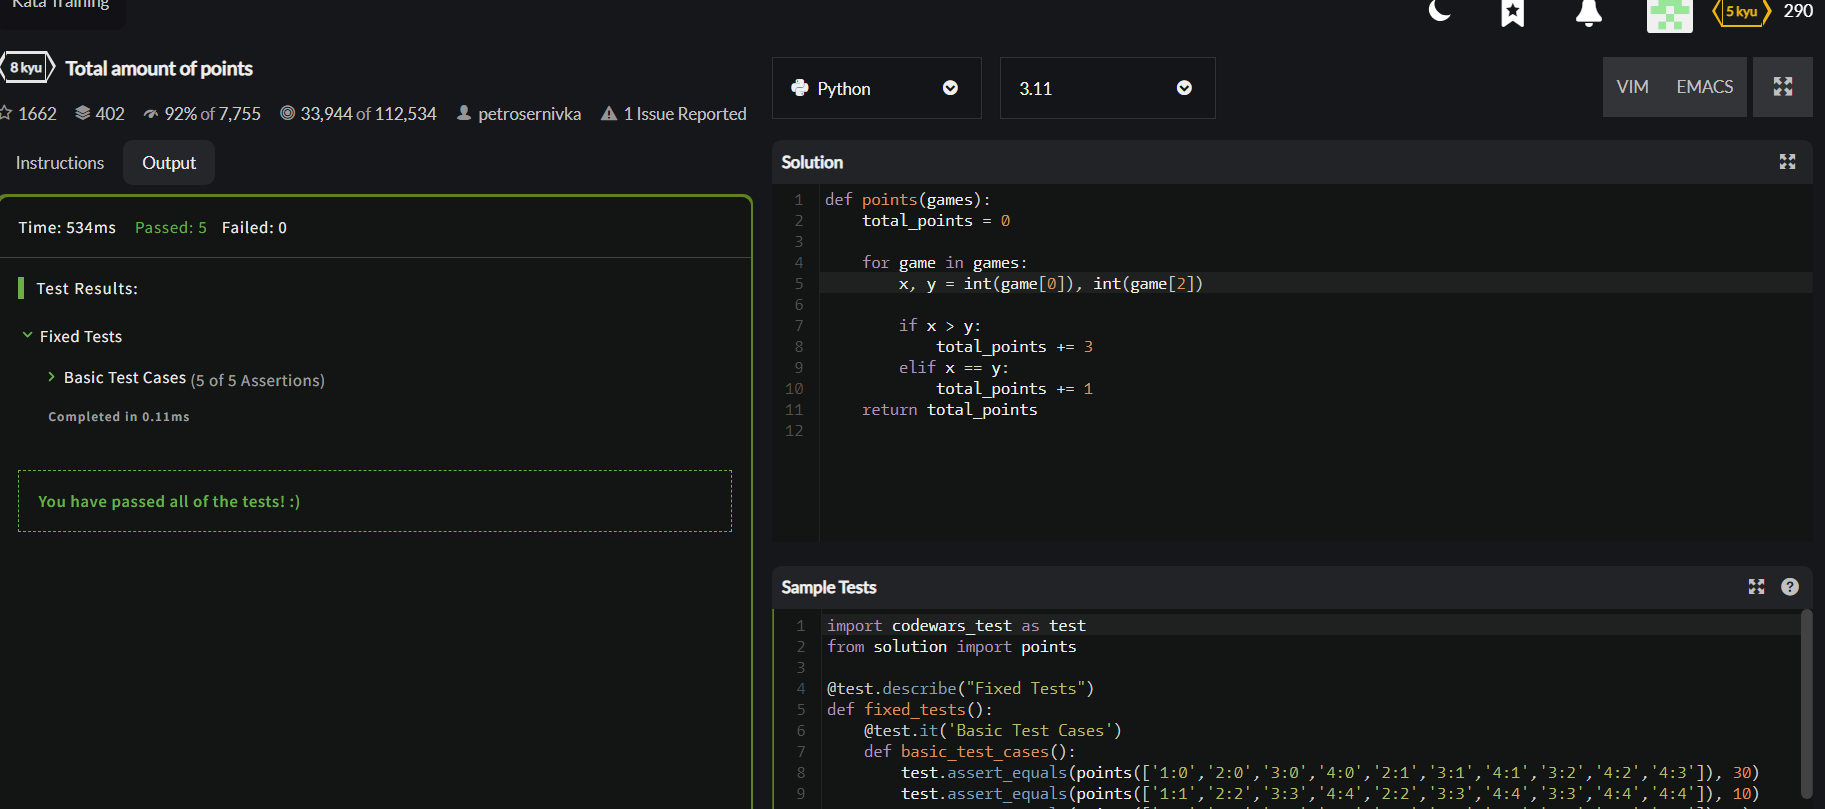 Kata Training
5 kyu 290
8 kyu Total amount of points
1662 402 92% of 7,755 33,944 of 112,534 petrosernivka 1 Issue Reported
Instructions Output
Time: 534ms Passed: 5 Failed: 0
Test Results:
Fixed Tests
Basic Test Cases (5 of 5 Assertions)
Completed in 0.11ms
You have passed all of the tests! :)
Python 3.11 VIM EMACS
Solution
1 def points(games):
2     total_points = 0
3
4     for game in games:
5         x, y = int(game[0]), int(game[2])
6
7         if x > y:
8             total_points += 3
9         elif x == y:
10             total_points += 1
11     return total_points
12
Sample Tests
?
1 import codewars_test as test
2 from solution import points
3
4 @test.describe("Fixed Tests")
5 def fixed_tests():
6     @test.it('Basic Test Cases')
7     def basic_test_cases():
8         test.assert_equals(points(['1:0','2:0','3:0','4:0','2:1','3:1','4:1','3:2','4:2','4:3']), 30)
9         test.assert_equals(points(['1:1','2:2','3:3','4:4','2:2','3:3','4:4','3:3','4:4','4:4']), 10)